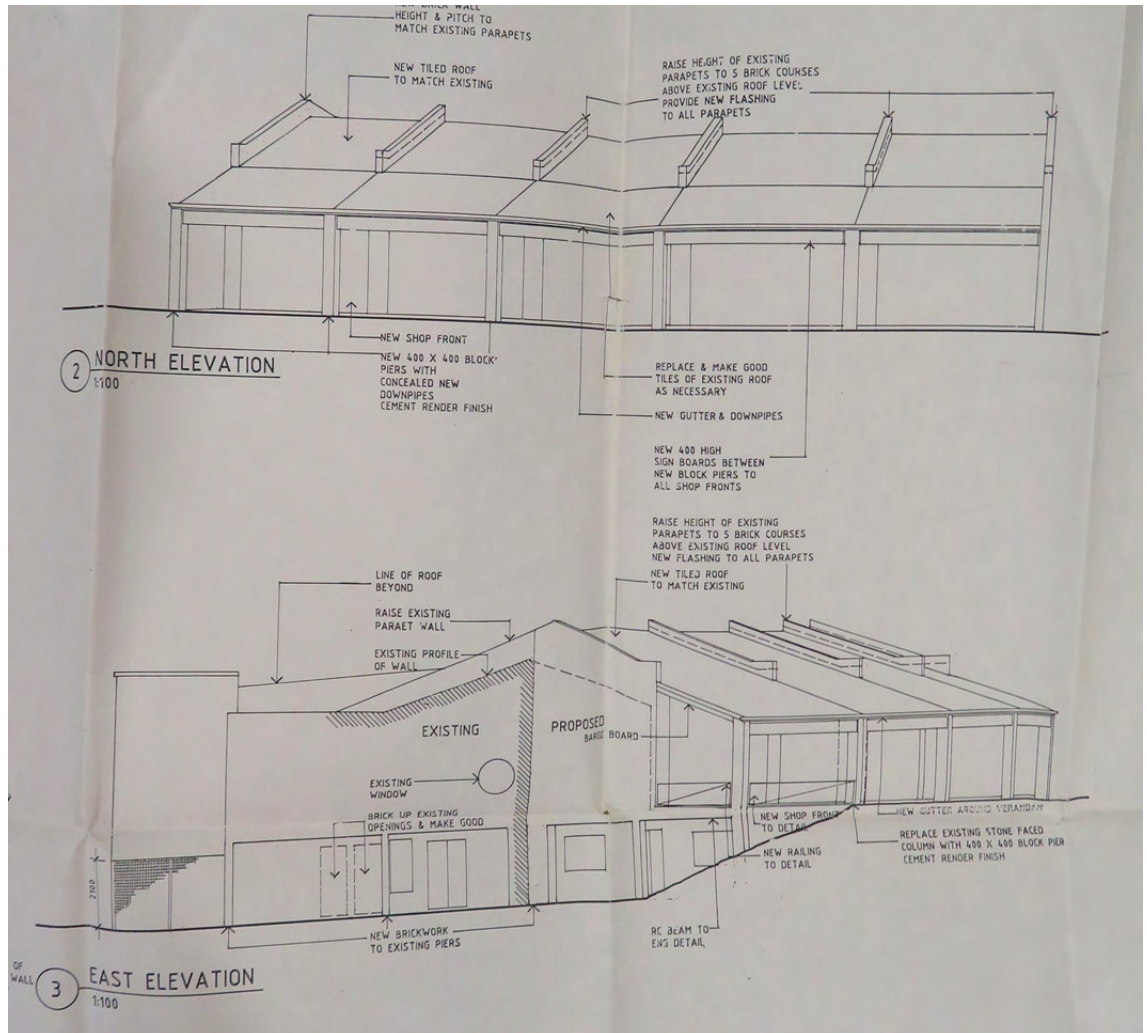 NEW BRICK WALL
HEIGHT & PITCH TO
MATCH EXISTING PARAPETS
NEW TILED ROOF
TO MATCH EXISTING
RAISE HEIGHT OF EXISTING
PARAPETS TO 5 BRICK COURSES
ABOVE EXISTING ROOF LEVEL
PROVIDE NEW FLASHING
TO ALL PARAPETS
2 NORTH ELEVATION
1:100
NEW SHOP FRONT
NEW 400 X 400 BLOCK
PIERS WITH
CONCEALED NEW
DOWNPIPES
CEMENT RENDER FINISH
REPLACE & MAKE GOOD
TILES OF EXISTING ROOF
AS NECESSARY
NEW GUTTER & DOWNPIPES
NEW 400 HIGH
SIGN BOARDS BETWEEN
NEW BLOCK PIERS TO
ALL SHOP FRONTS
RAISE HEIGHT OF EXISTING
PARAPETS TO 5 BRICK COURSES
ABOVE EXISTING ROOF LEVEL
NEW FLASHING TO ALL PARAPETS
NEW TILED ROOF
TO MATCH EXISTING
LINE OF ROOF
BEYOND
RAISE EXISTING
PARAET WALL
EXISTING PROFILE
OF WALL
EXISTING
PROPOSED
BARGE BOARD
EXISTING
WINDOW
BRICK UP EXISTING
OPENINGS & MAKE GOOD
NEW SHOP FRONT
TO DETAIL
NEW GUTTER AROUND VERANDAH
REPLACE EXISTING STONE FACED
COLUMN WITH 400 X 400 BLOCK PIER
CEMENT RENDER FINISH
NEW RAILING
TO DETAIL
2100
NEW BRICKWORK
TO EXISTING PIERS
RC BEAM TO
ENG DETAIL
OF
WALL
3 EAST ELEVATION
1:100